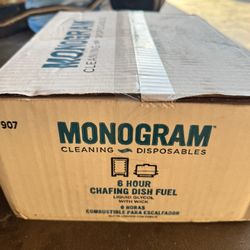 MONOGRAM
CLEANING DISPOSABLES
907
MONOGRAM™
CLEANING DISPOSABLES
6 HOUR
CHAFING DISH FUEL
LIQUID GLYCOL
WITH WICK
6 HORAS
COMBUSTIBLE PARA ESCALFADOR